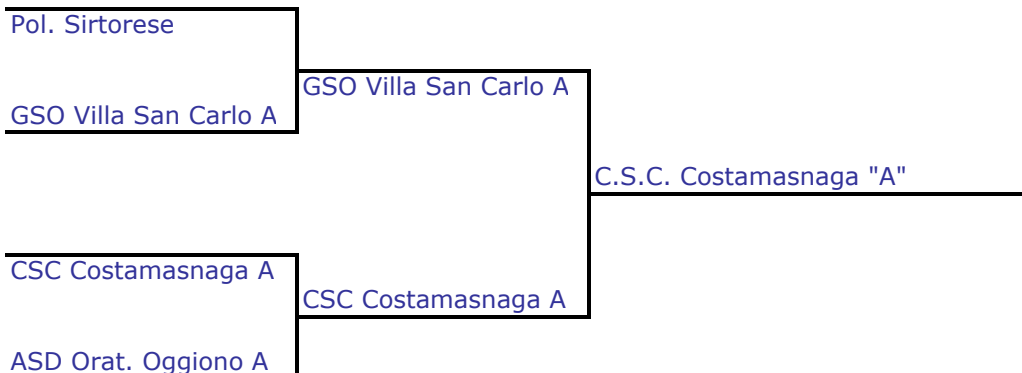 Pol. Sirtorese
GSO Villa San Carlo A
GSO Villa San Carlo A
C.S.C. Costamasnaga "A"
CSC Costamasnaga A
CSC Costamasnaga A
ASD Orat. Oggiono A